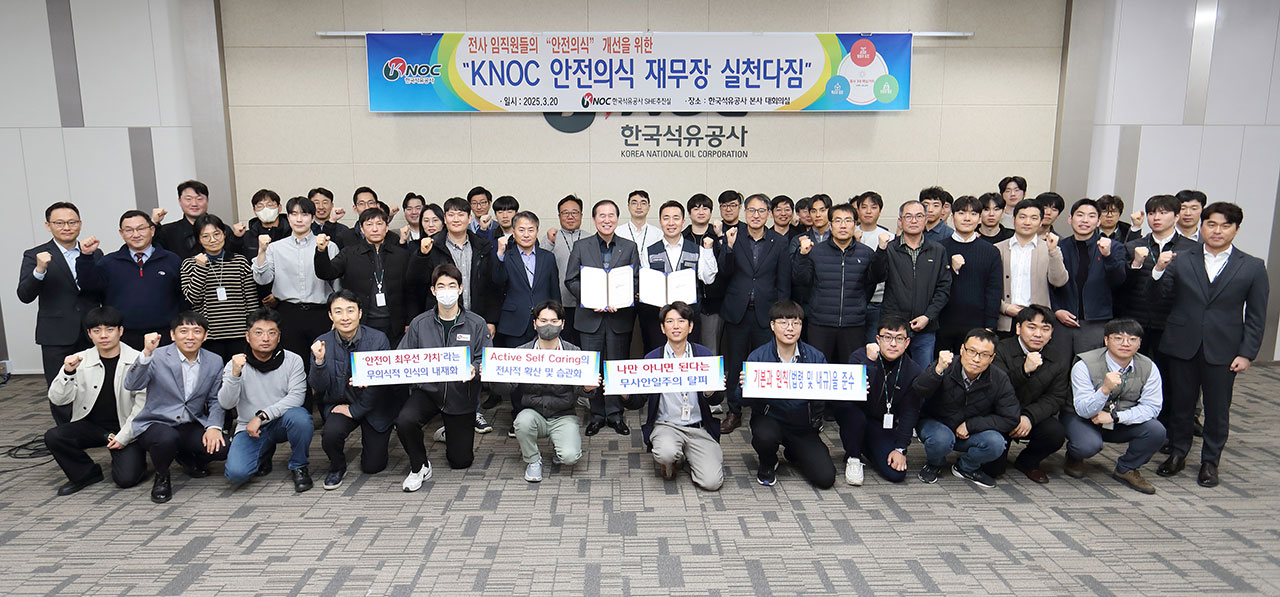 전사 임직원들의 "안전의식" 개선을 위한
KNOC
한국석유공사
"KNOC 안전의식 재무장 실천다짐"
·일시 : 2025.3.20 KNOC 한국석유공사 SHE추진실 ·장소 : 한국석유공사 본사 대회의실
한국석유공사
KOREA NATIONAL OIL CORPORATION
'안전이 최우선 가치'라는
무의식적 인식의 내재화
Active Self Caring의
전사적 확산 및 습관화
나만 아니면 된다는
무사안일주의 탈피
기본과 원칙(법령 및 내규)을 준수